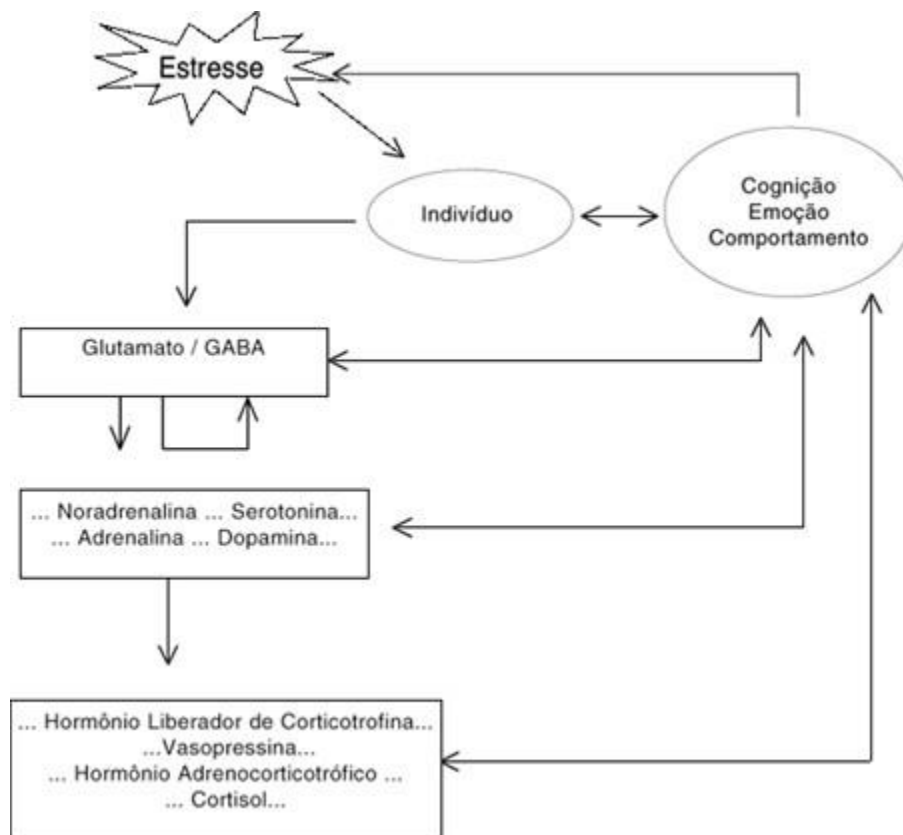 Estresse
Indivíduo
Cognição
Emoção
Comportamento
Glutamato / GABA
... Noradrenalina ... Serotonina...
... Adrenalina ... Dopamina...
... Hormônio Liberador de Corticotrofina...
...Vasopressina...
... Hormônio Adrenocorticotrófico ...
... Cortisol...